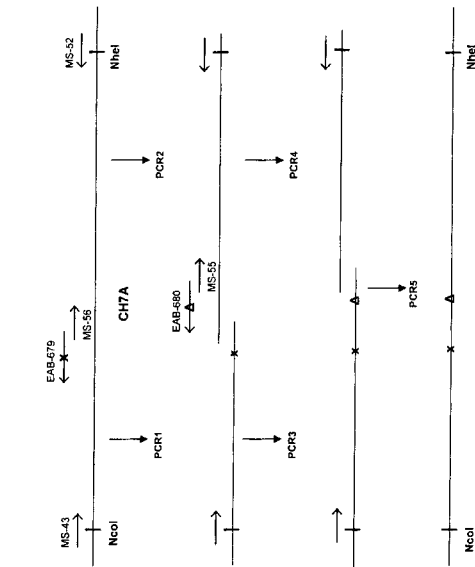 MS-43
EAB-679
MS-56
MS-52
NcoI
CH7A
NheI
PCR1
PCR2
EAB-680
MS-55
PCR3
PCR4
PCR5
NcoI
NheI